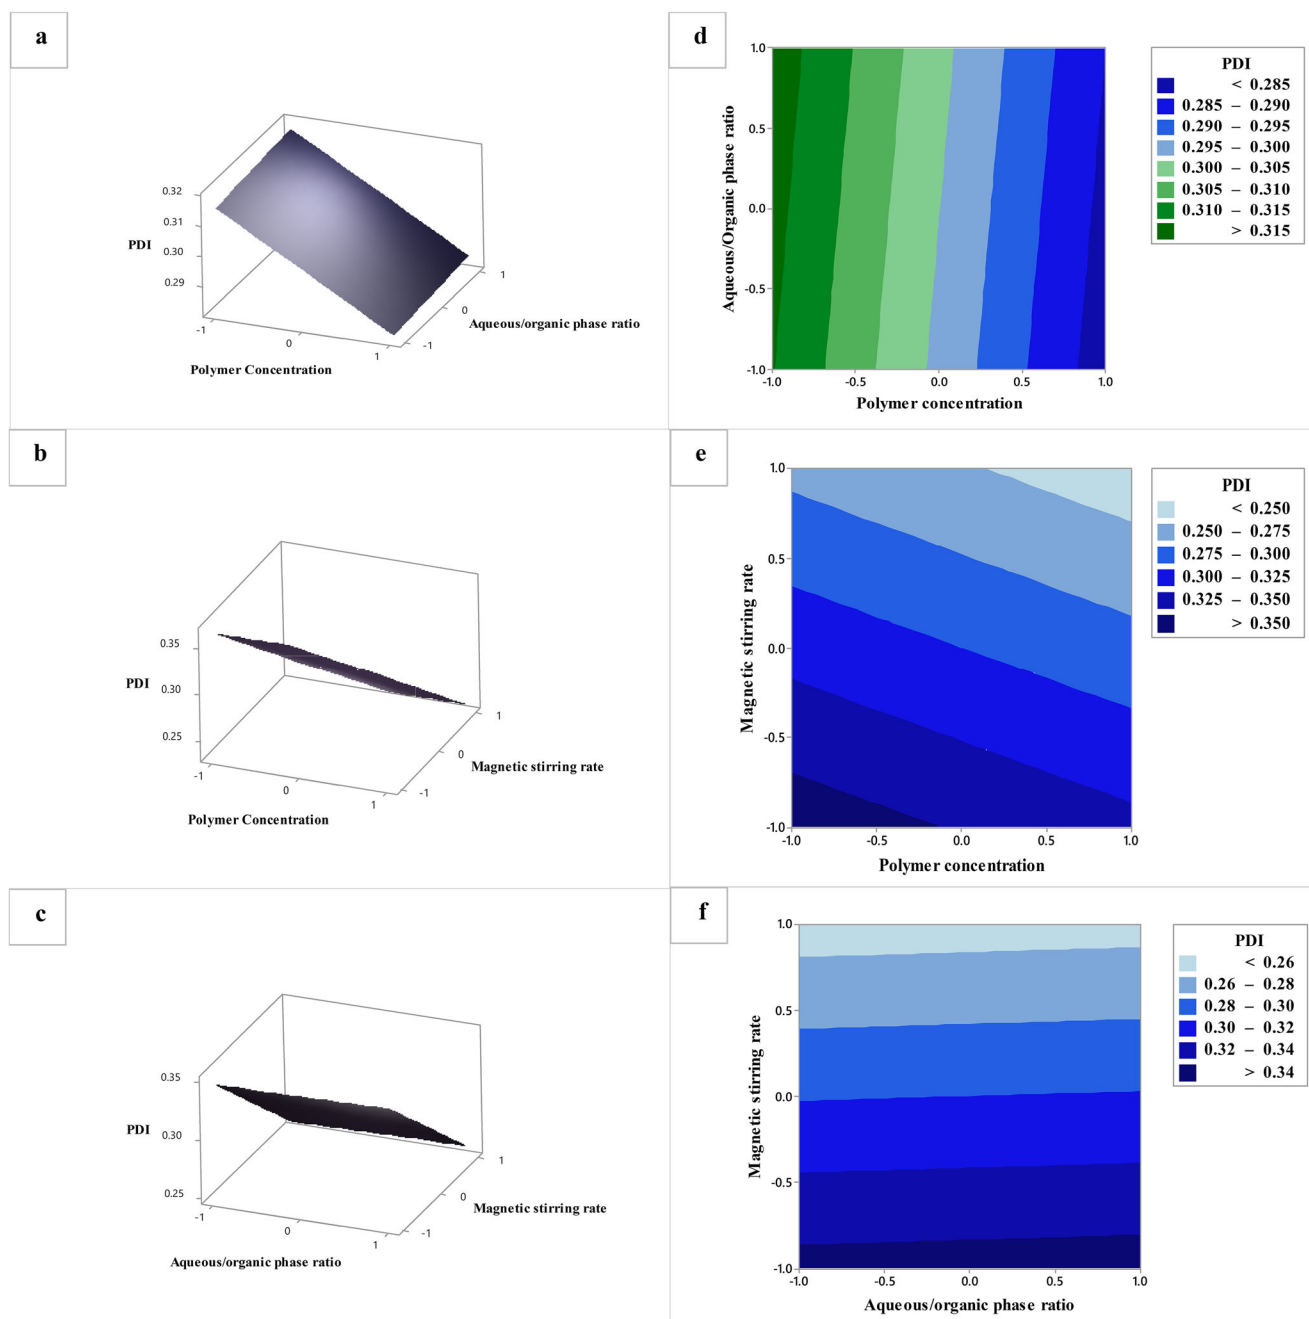 a
0.32
0.31
PDI
0.30
0.29
-1
0
1
-1
0
1
Aqueous/organic phase ratio
Polymer Concentration
d
1.0
0.5
0.0
-0.5
-1.0
Aqueous/Organic phase ratio
-1.0 -0.5 0.0 0.5 1.0
Polymer concentration
PDI
< 0.285
0.285 – 0.290
0.290 – 0.295
0.295 – 0.300
0.300 – 0.305
0.305 – 0.310
0.310 – 0.315
> 0.315
b
0.35
PDI
0.30
0.25
-1
0
1
-1
0
1
Magnetic stirring rate
Polymer Concentration
e
1.0
0.5
0.0
-0.5
-1.0
Magnetic stirring rate
-1.0 -0.5 0.0 0.5 1.0
Polymer concentration
PDI
< 0.250
0.250 – 0.275
0.275 – 0.300
0.300 – 0.325
0.325 – 0.350
> 0.350
c
0.35
PDI
0.30
0.25
-1
0
1
-1
0
1
Magnetic stirring rate
Aqueous/organic phase ratio
f
1.0
0.5
0.0
-0.5
-1.0
Magnetic stirring rate
-1.0 -0.5 0.0 0.5 1.0
Aqueous/organic phase ratio
PDI
< 0.26
0.26 – 0.28
0.28 – 0.30
0.30 – 0.32
0.32 – 0.34
> 0.34